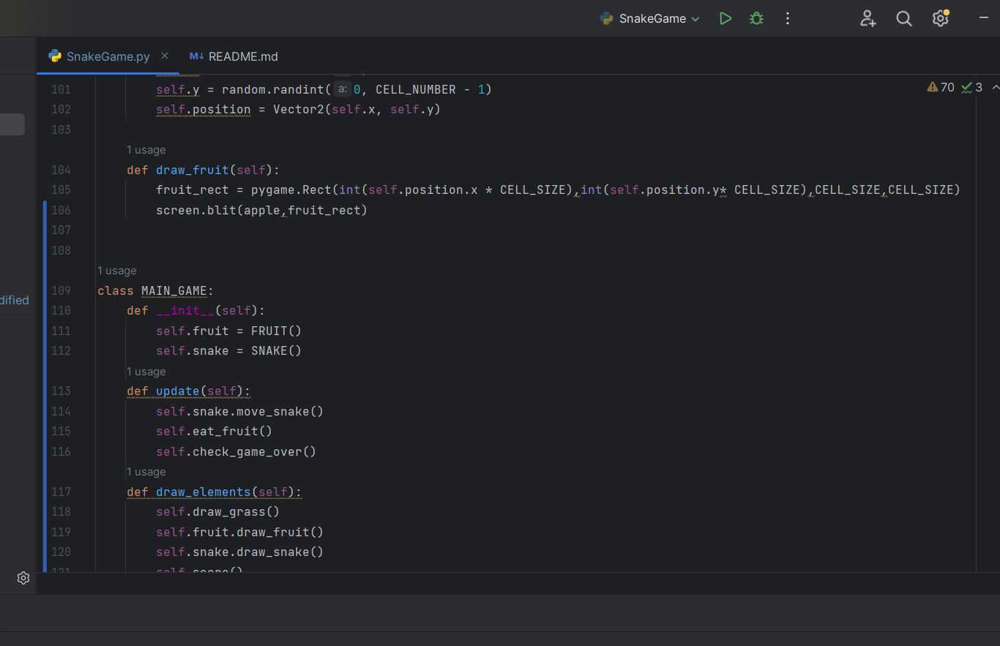 SnakeGame
SnakeGame.py
M↓ README.md
70 3
101 self.y = random.randint( a: 0, CELL_NUMBER - 1)
102 self.position = Vector2(self.x, self.y)
103
1 usage
104 def draw_fruit(self):
105 fruit_rect = pygame.Rect(int(self.position.x * CELL_SIZE),int(self.position.y* CELL_SIZE),CELL_SIZE,CELL_SIZE)
106 screen.blit(apple,fruit_rect)
107
108
1 usage
109 class MAIN_GAME:
110 def __init__(self):
dified
111 self.fruit = FRUIT()
112 self.snake = SNAKE()
1 usage
113 def update(self):
114 self.snake.move_snake()
115 self.eat_fruit()
116 self.check_game_over()
1 usage
117 def draw_elements(self):
118 self.draw_grass()
119 self.fruit.draw_fruit()
120 self.snake.draw_snake()
121